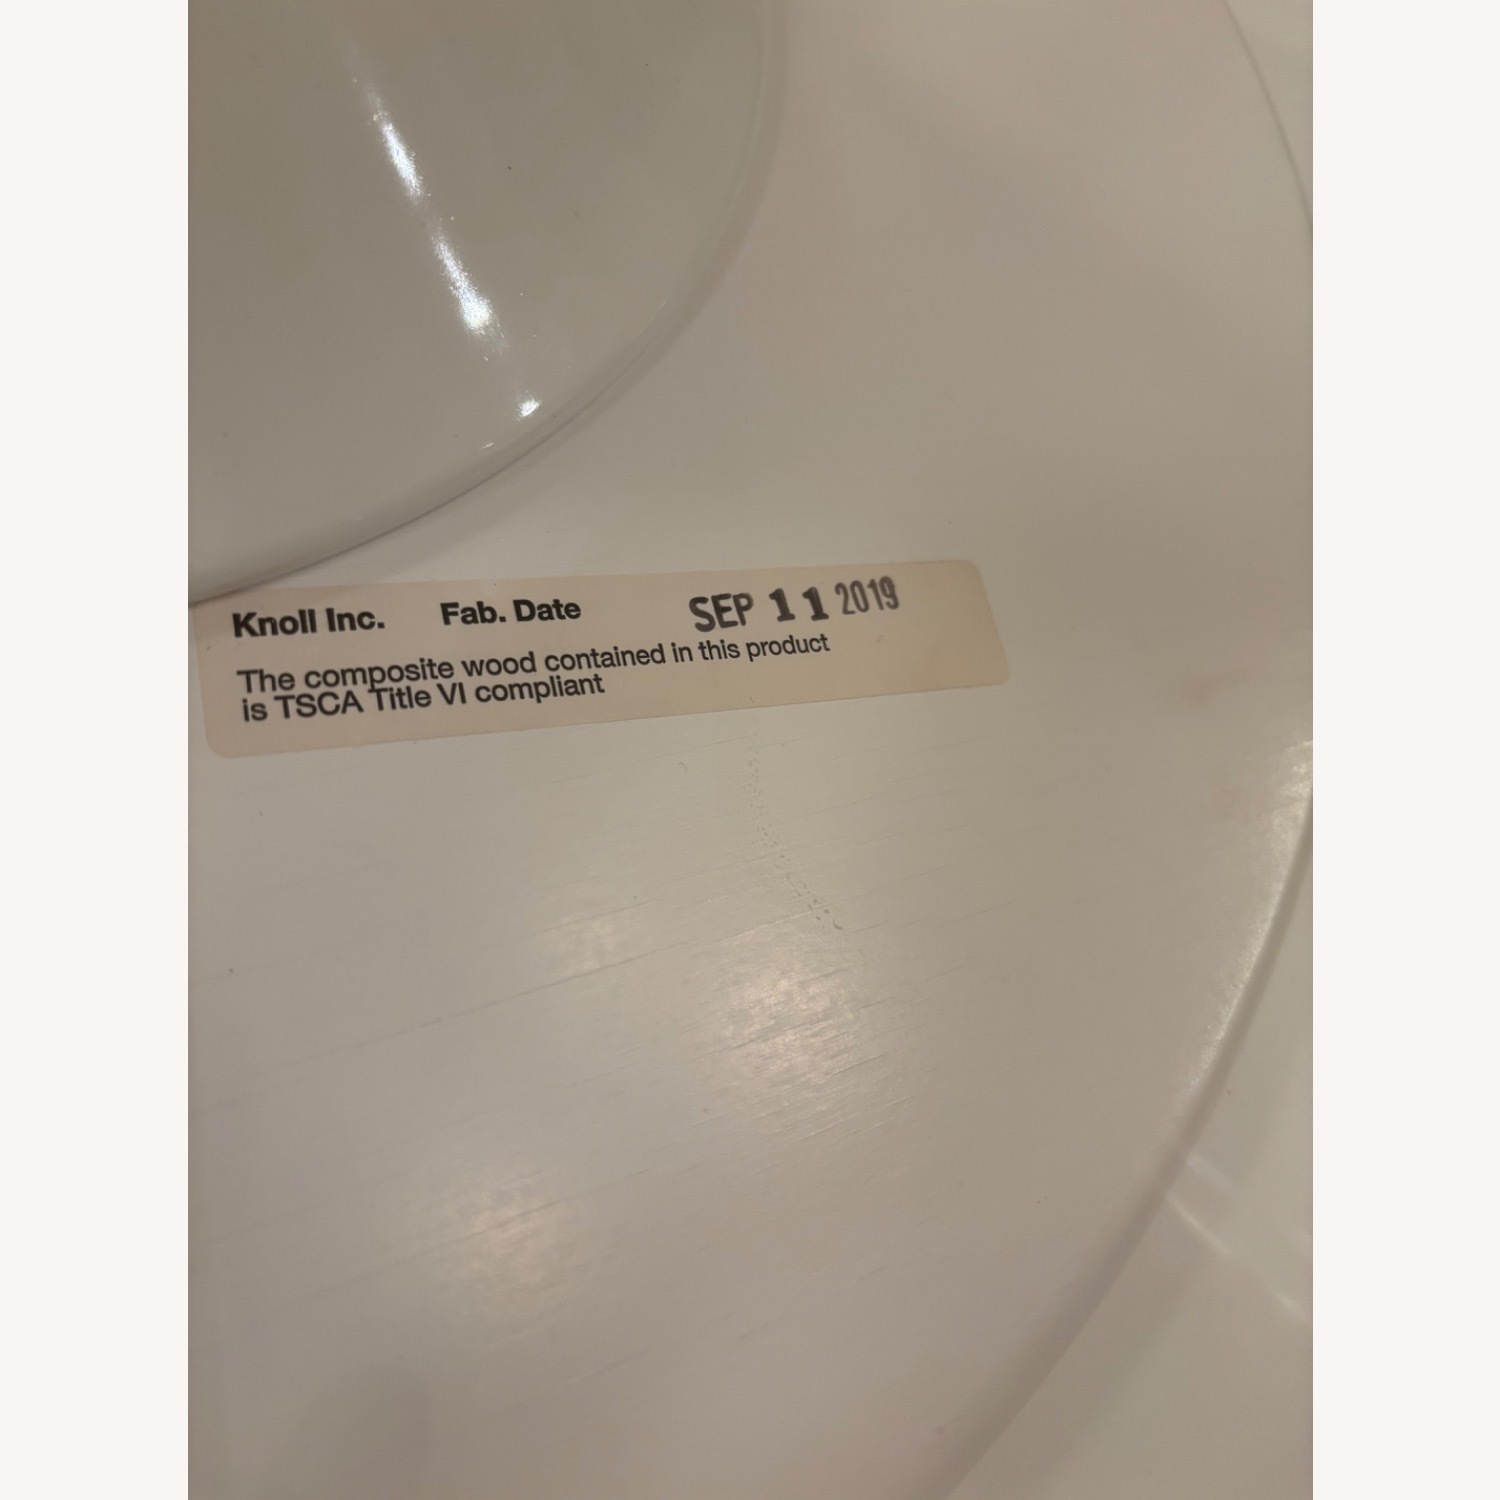 Knoll Inc. Fab. Date SEP 11 2019
The composite wood contained in this product
is TSCA Title VI compliant